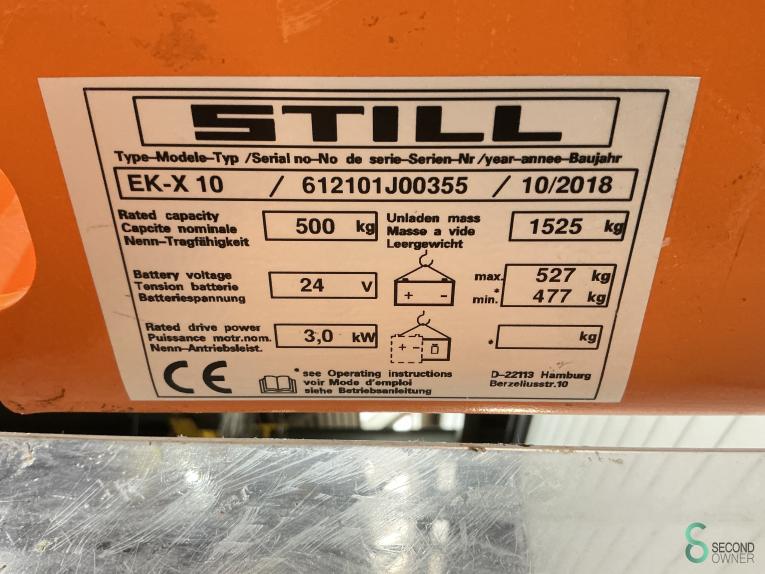 STILL
Type-Modele-Typ /Serial no-No de serie-Serien-Nr /year-annee-Baujahr
EK-X 10 / 612101J00355 / 10/2018
Rated capacity
Capcite nominale
Nenn-Tragfähigkeit
500 kg
Unladen mass
Masse a vide
Leergewicht
1525 kg
Battery voltage
Tension batterie
Batteriespannung
24 V
+ -
max. 527 kg
* min. 477 kg
Rated drive power
Puissance motr.nom.
Nenn-Antriebsleist.
3,0 kW
+ -
* kg
CE
* see Operating instructions
voir Mode d'emploi
siehe Betriebsanleitung
D-22113 Hamburg
Berzeliusstr.10
SECOND
OWNER